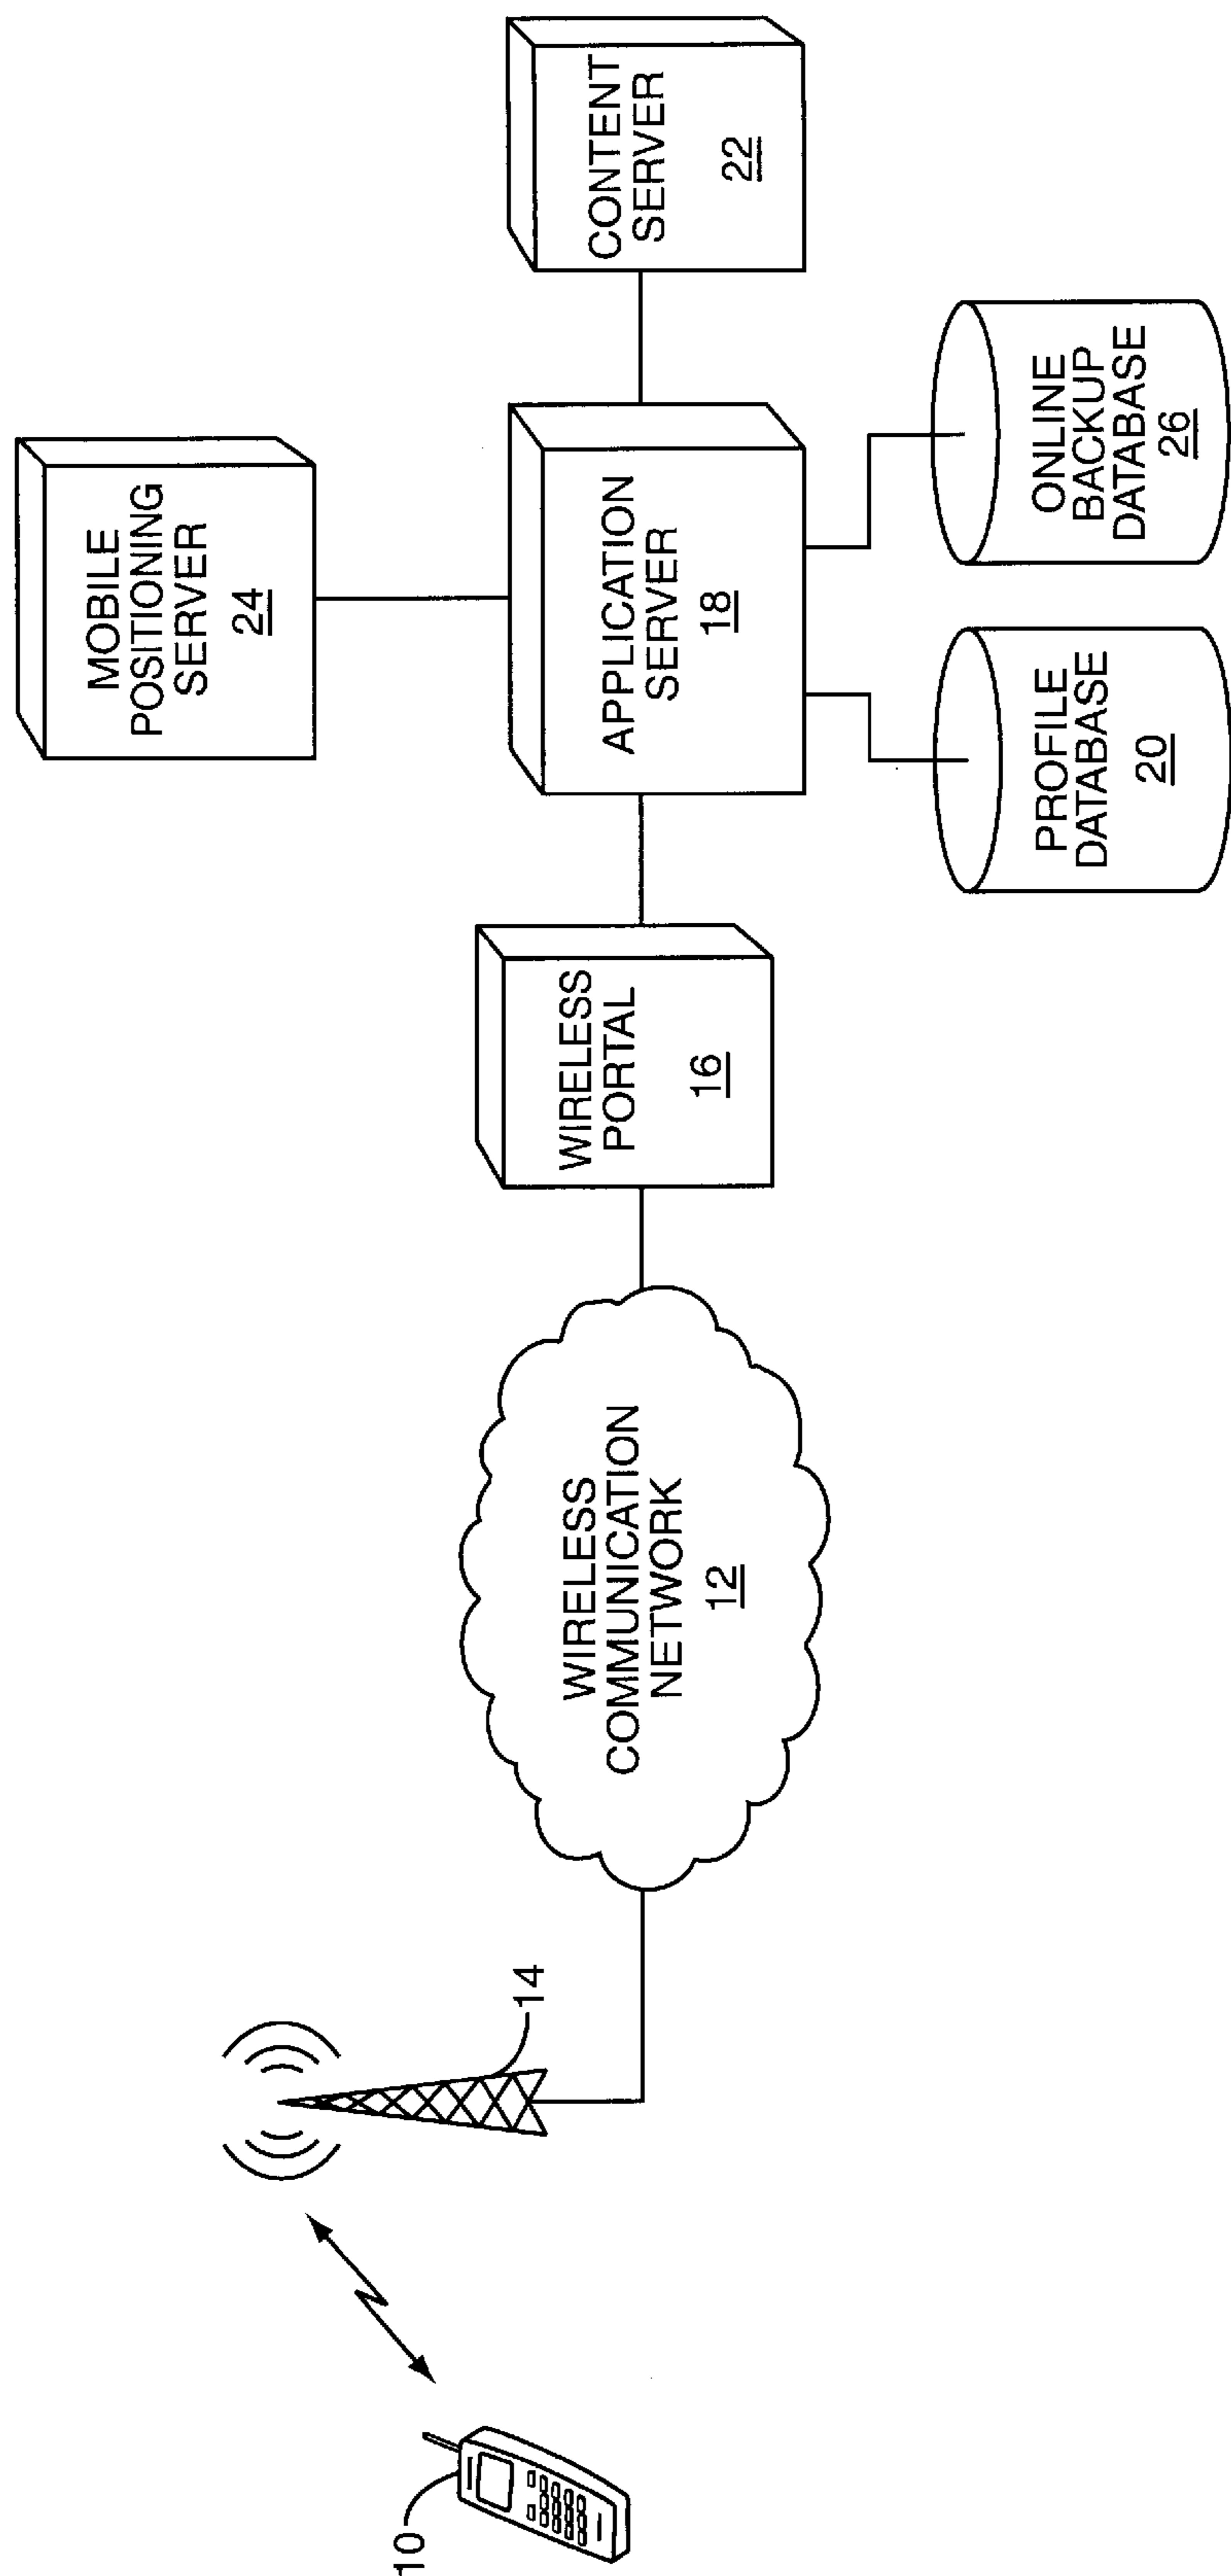 10
14
WIRELESS
COMMUNICATION
NETWORK
12
WIRELESS
PORTAL
16
MOBILE
POSITIONING
SERVER
24
APPLICATION
SERVER
18
PROFILE
DATABASE
20
ONLINE
BACKUP
DATABASE
26
CONTENT
SERVER
22